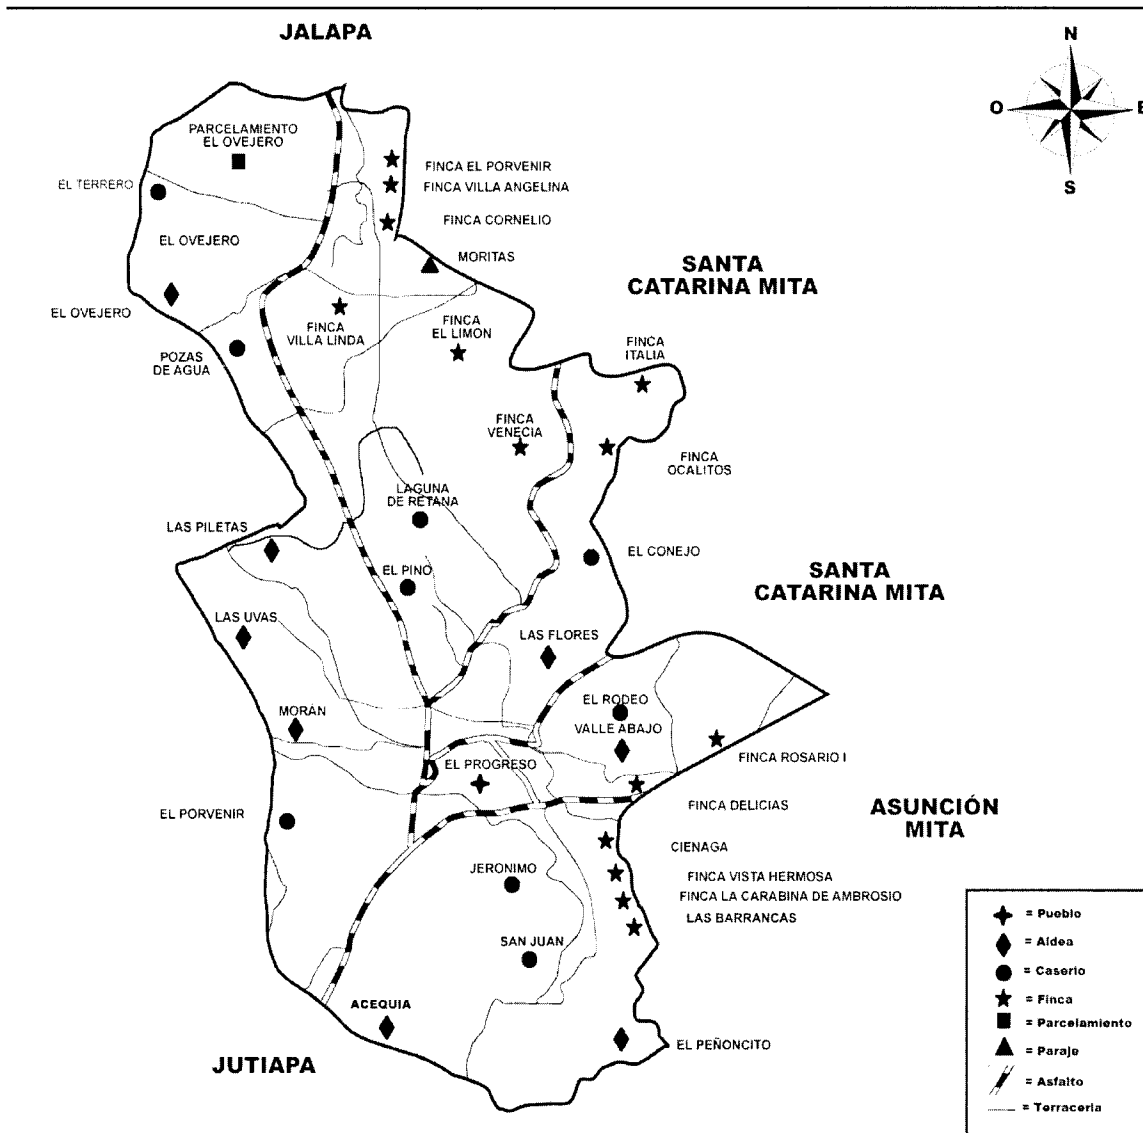 JALAPA
N
O
E
S
PARCELAMIENTO
EL OVEJERO
EL TERRERO
FINCA EL PORVENIR
FINCA VILLA ANGELINA
FINCA CORNELIO
EL OVEJERO
MORITAS
SANTA
CATARINA MITA
EL OVEJERO
FINCA
VILLA LINDA
FINCA
EL LIMON
FINCA
ITALIA
POZAS
DE AGUA
FINCA
VENECIA
FINCA
OCALITOS
LAGUNA
DE RETANA
LAS PILETAS
EL CONEJO
EL PINO
SANTA
CATARINA MITA
LAS UVAS
LAS FLORES
EL RODEO
MORÁN
VALLE ABAJO
FINCA ROSARIO I
EL PROGRESO
FINCA DELICIAS
ASUNCIÓN
MITA
EL PORVENIR
CIENAGA
JERONIMO
FINCA VISTA HERMOSA
FINCA LA CARABINA DE AMBROSIO
LAS BARRANCAS
SAN JUAN
ACEQUIA
EL PEÑONCITO
JUTIAPA
= Pueblo
= Aldea
= Caserio
= Finca
= Parcelamiento
= Paraje
= Asfalto
= Terraceria